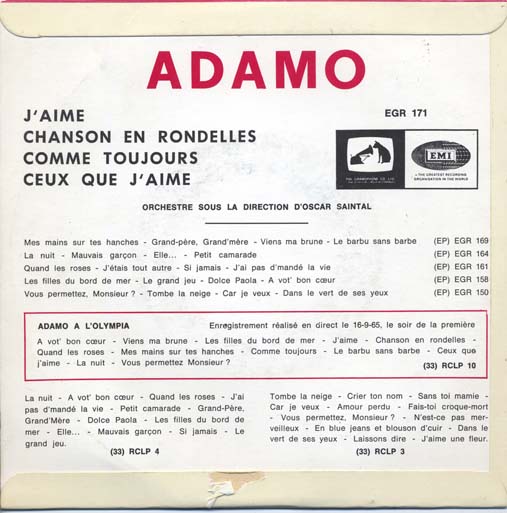 ADAMO
J'AIME
EGR 171
CHANSON EN RONDELLES
COMME TOUJOURS
CEUX QUE J'AIME
EMI
THE GRAMOPHONE CO. LTD.
• THE GREATEST RECORDING
ORGANISATION IN THE WORLD
ORCHESTRE SOUS LA DIRECTION D'OSCAR SAINTAL
Mes mains sur tes hanches - Grand-père, Grand'mère - Viens ma brune - Le barbu sans barbe (EP) EGR 169
La nuit - Mauvais garçon - Elle... - Petit camarade (EP) EGR 164
Quand les roses - J'étais tout autre - Si jamais - J'ai pas d'mandé la vie (EP) EGR 161
Les filles du bord de mer - Le grand jeu - Dolce Paola - A vot' bon cœur (EP) EGR 158
Vous permettez, Monsieur ? - Tombe la neige - Car je veux - Dans le vert de ses yeux (EP) EGR 150
ADAMO A L'OLYMPIA Enregistrement réalisé en direct le 16-9-65, le soir de la première
A vot' bon cœur - Viens ma brune - Les filles du bord de mer - J'aime - Chanson en rondelles -
Quand les roses - Mes mains sur tes hanches - Comme toujours - Le barbu sans barbe - Ceux que
j'aime - La nuit - Vous permettez Monsieur ?
(33) RCLP 10
La nuit - A vot' bon cœur - Quand les roses - J'ai
pas d'mandé la vie - Petit camarade - Grand-Père,
Grand'Mère - Dolce Paola - Les filles du bord de
mer - Elle... - Mauvais garçon - Si jamais - Le
grand jeu.
(33) RCLP 4
Tombe la neige - Crier ton nom - Sans toi mamie -
Car je veux - Amour perdu - Fais-toi croque-mort
- Vous permettez, Monsieur ? - N'est-ce pas mer-
veilleux - En blue jeans et blouson d'cuir - Dans le
vert de ses yeux - Laissons dire - J'aime une fleur.
(33) RCLP 3